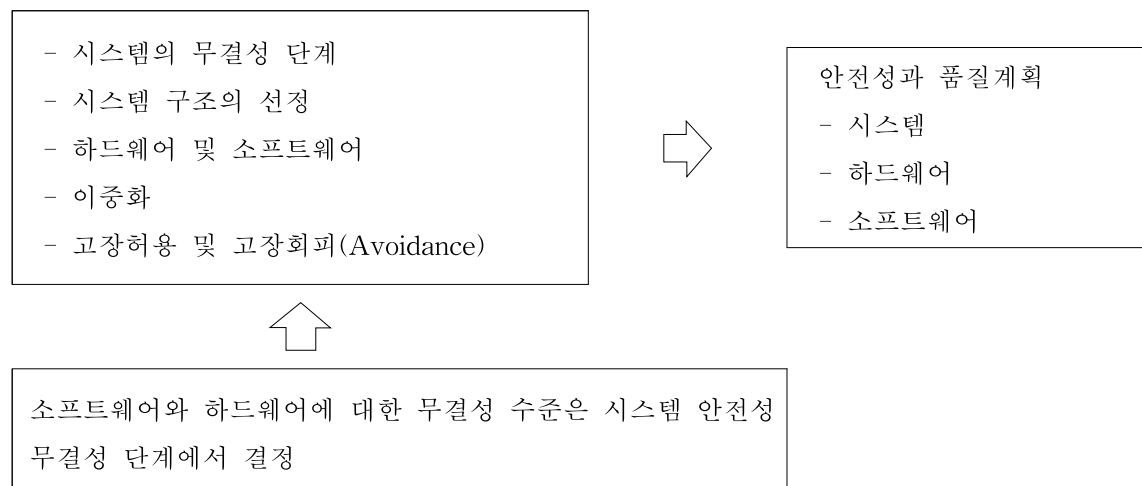 - 시스템의 무결성 단계
- 시스템 구조의 선정
- 하드웨어 및 소프트웨어
- 이중화
- 고장허용 및 고장회피(Avoidance)
안전성과 품질계획
- 시스템
- 하드웨어
- 소프트웨어
소프트웨어와 하드웨어에 대한 무결성 수준은 시스템 안전성
무결성 단계에서 결정